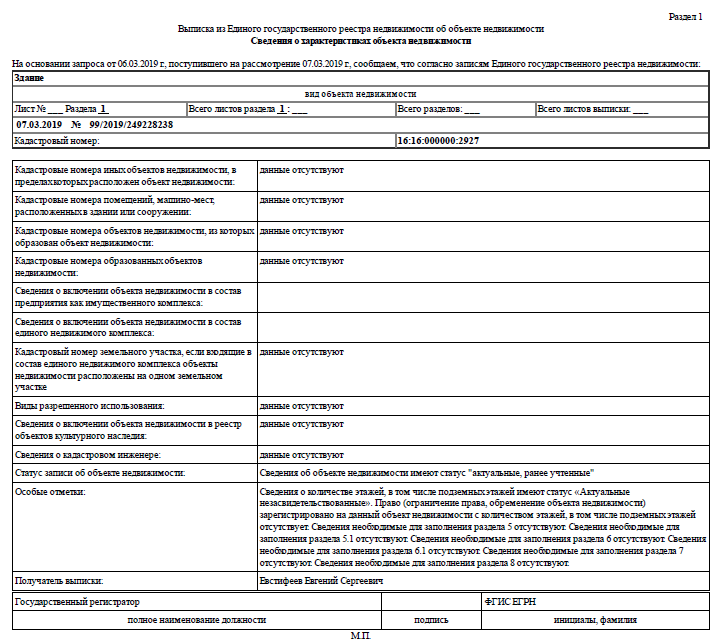 Раздел 1
Выписка из Единого государственного реестра недвижимости об объекте недвижимости
Сведения о характеристиках объекта недвижимости
На основании запроса от 06.03.2019 г., поступившего на рассмотрение 07.03.2019 г., сообщаем, что согласно записям Единого государственного реестра недвижимости:
Здание
вид объекта недвижимости
Лист № ___ Раздела 1
Всего листов раздела 1 : ___
Всего разделов: ___
Всего листов выписки: ___
07.03.2019 № 99/2019/249228238
Кадастровый номер:
16:16:000000:2927
Кадастровые номера иных объектов недвижимости, в
пределах которых расположен объект недвижимости:
данные отсутствуют
Кадастровые номера помещений, машино-мест,
расположенных в здании или сооружении:
данные отсутствуют
Кадастровые номера объектов недвижимости, из которых
образован объект недвижимости:
данные отсутствуют
Кадастровые номера образованных объектов
недвижимости:
данные отсутствуют
Сведения о включении объекта недвижимости в состав
предприятия как имущественного комплекса:
Сведения о включении объекта недвижимости в состав
единого недвижимого комплекса:
Кадастровый номер земельного участка, если входящие в
состав единого недвижимого комплекса объекты
недвижимости расположены на одном земельном
участке
данные отсутствуют
Виды разрешенного использования:
данные отсутствуют
Сведения о включении объекта недвижимости в реестр
объектов культурного наследия:
данные отсутствуют
Сведения о кадастровом инженере:
данные отсутствуют
Статус записи об объекте недвижимости:
Сведения об объекте недвижимости имеют статус "актуальные, ранее учтенные"
Особые отметки:
Сведения о количестве этажей, в том числе подземных этажей имеют статус «Актуальные
незасвидетельствованные». Право (ограничение права, обременение объекта недвижимости)
зарегистрировано на данный объект недвижимости с количеством этажей, в том числе подземных этажей
отсутствует. Сведения необходимые для заполнения раздела 5 отсутствуют. Сведения необходимые для
заполнения раздела 5.1 отсутствуют. Сведения необходимые для заполнения раздела 6 отсутствуют. Сведения
необходимые для заполнения раздела 6.1 отсутствуют. Сведения необходимые для заполнения раздела 7
отсутствуют. Сведения необходимые для заполнения раздела 8 отсутствуют.
Получатель выписки:
Евстифеев Евгений Сергеевич
Государственный регистратор
ФГИС ЕГРН
полное наименование должности
подпись
инициалы, фамилия
М.П.